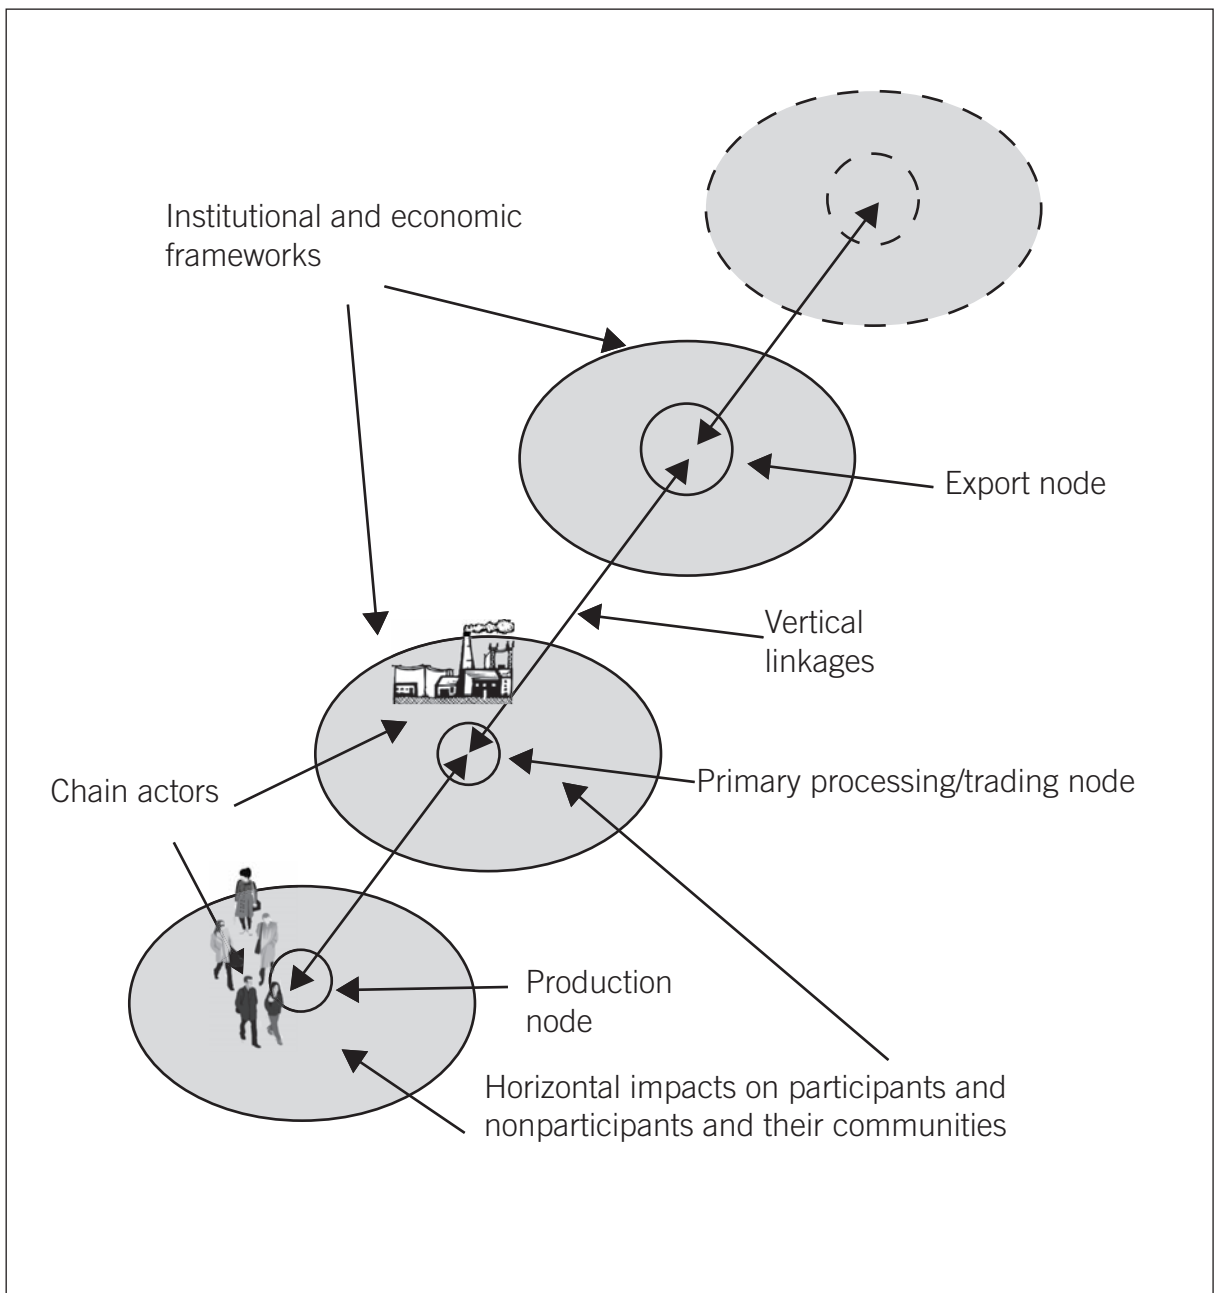 Institutional and economic
frameworks
Export node
Vertical
linkages
Primary processing/trading node
Chain actors
Production
node
Horizontal impacts on participants and
nonparticipants and their communities